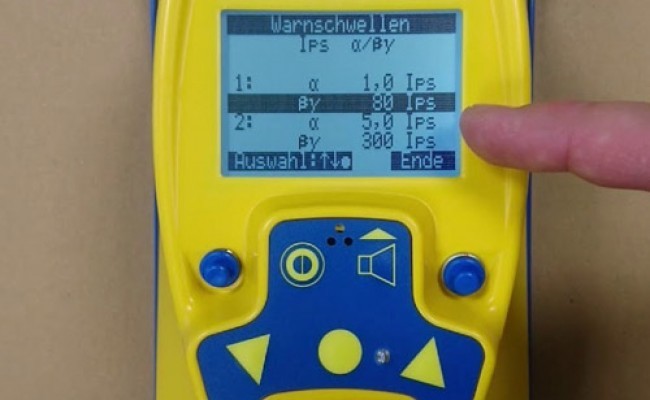 Warnschwellen
Ips α/βγ
1: α 1,0 Ips
βγ 80 Ips
2: α 5,0 Ips
βγ 300 Ips
Auswahl:↑↓● Ende